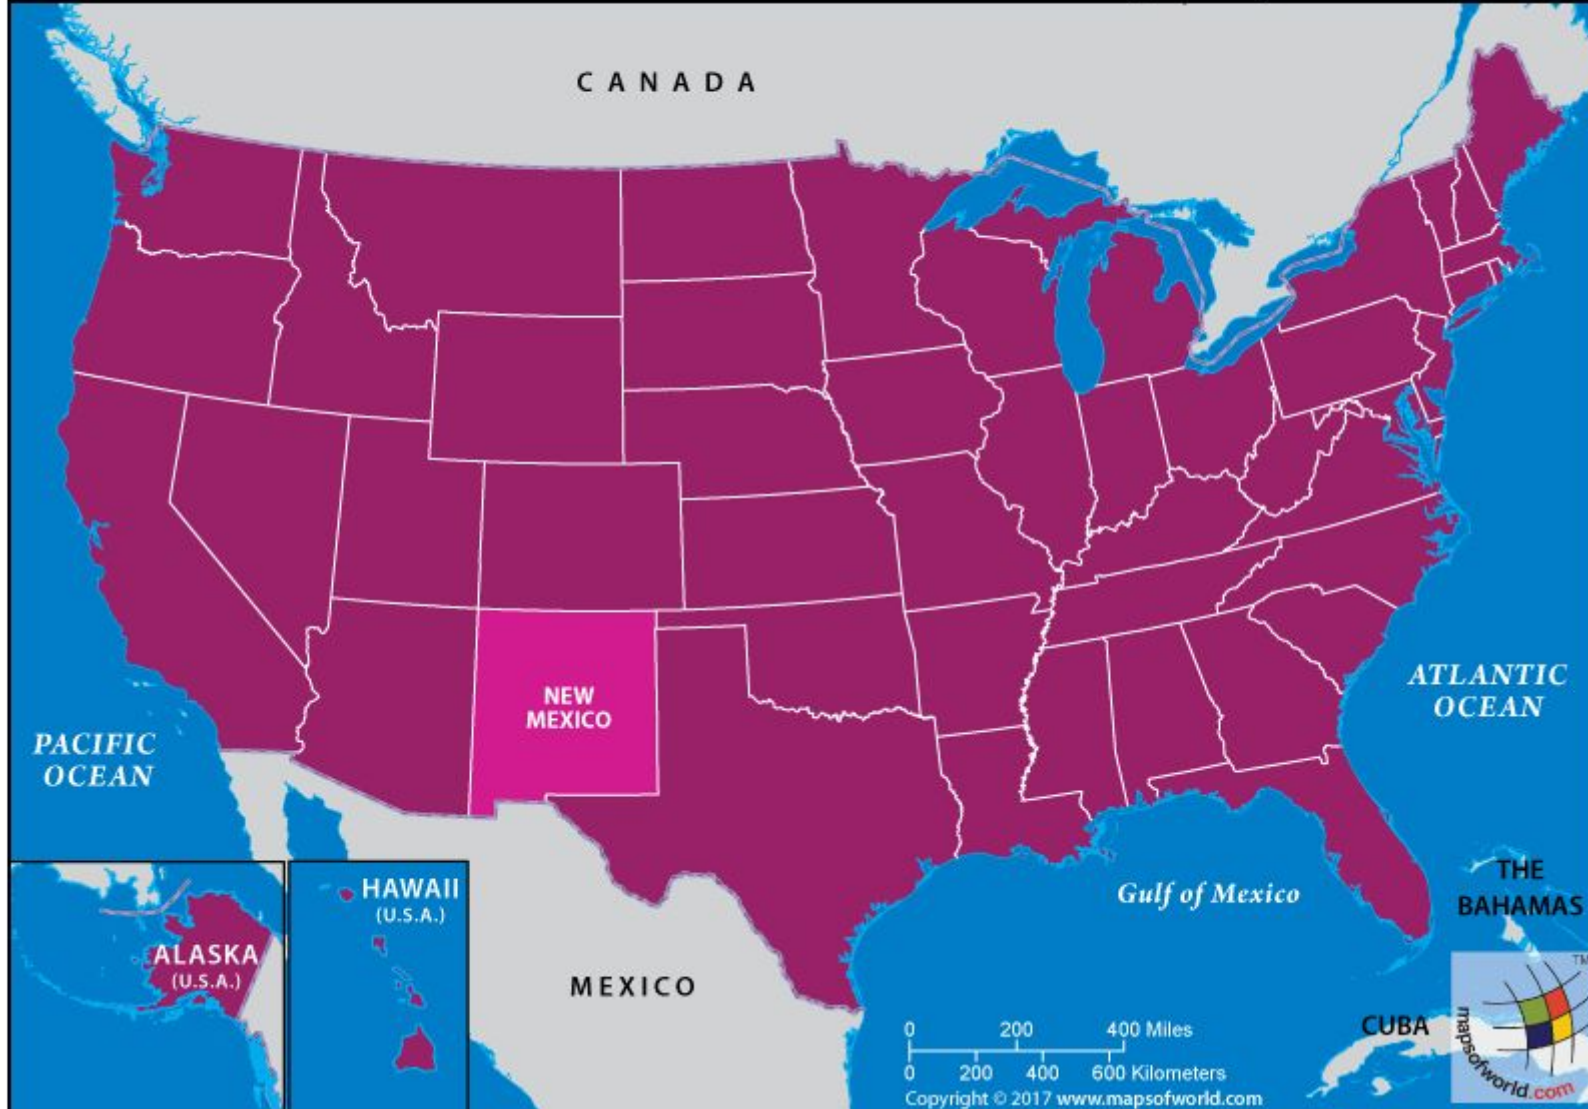 CANADA
NEW
MEXICO
PACIFIC
OCEAN
ATLANTIC
OCEAN
HAWAII
(U.S.A.)
ALASKA
(U.S.A.)
MEXICO
Gulf of Mexico
THE
BAHAMAS
CUBA
TM
mapsofworld.com
0 200 400 Miles
0 200 400 600 Kilometers
Copyright © 2017 www.mapsofworld.com